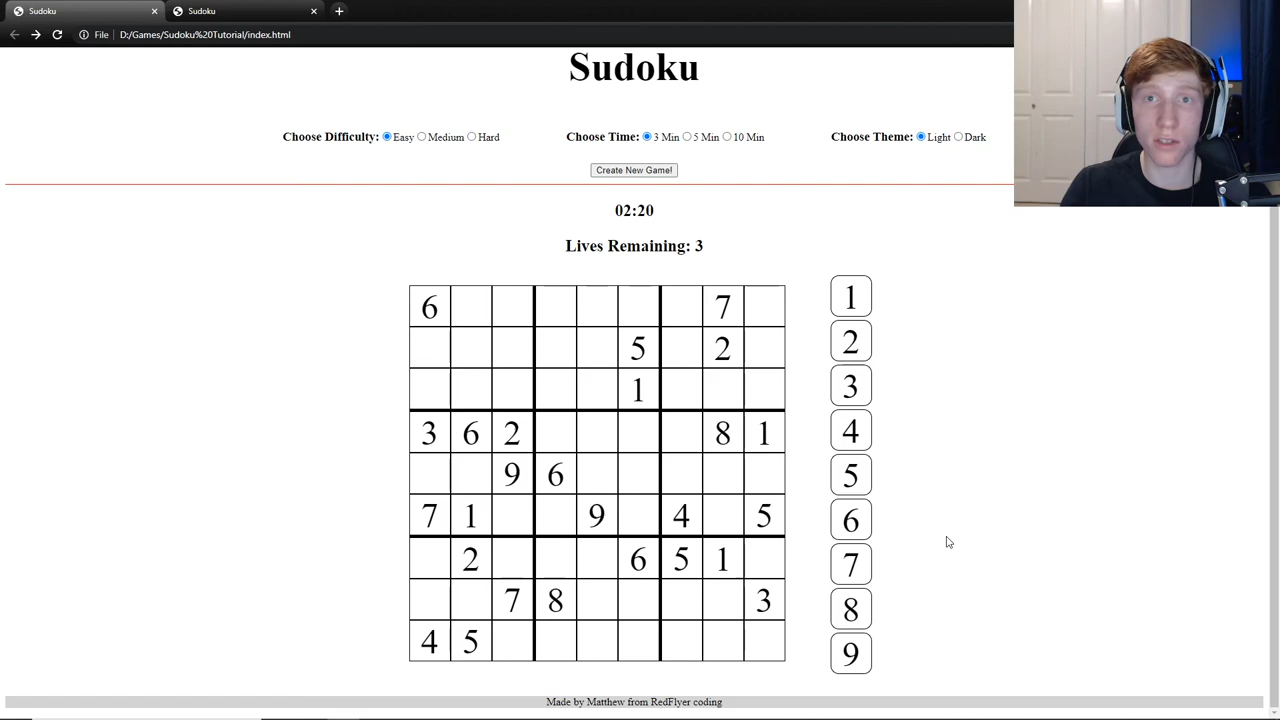 Sudoku
Sudoku
File D:/Games/Sudoku%20Tutorial/index.html
Sudoku
Choose Difficulty: Easy Medium Hard Choose Time: 3 Min 5 Min 10 Min Choose Theme: Light Dark
Create New Game!
02:20
Lives Remaining: 3
6 7
5 2
1
3 6 2 8 1
9 6
7 1 9 4 5
2 6 5 1
7 8 3
4 5
1
2
3
4
5
6
7
8
9
Made by Matthew from RedFlyer coding